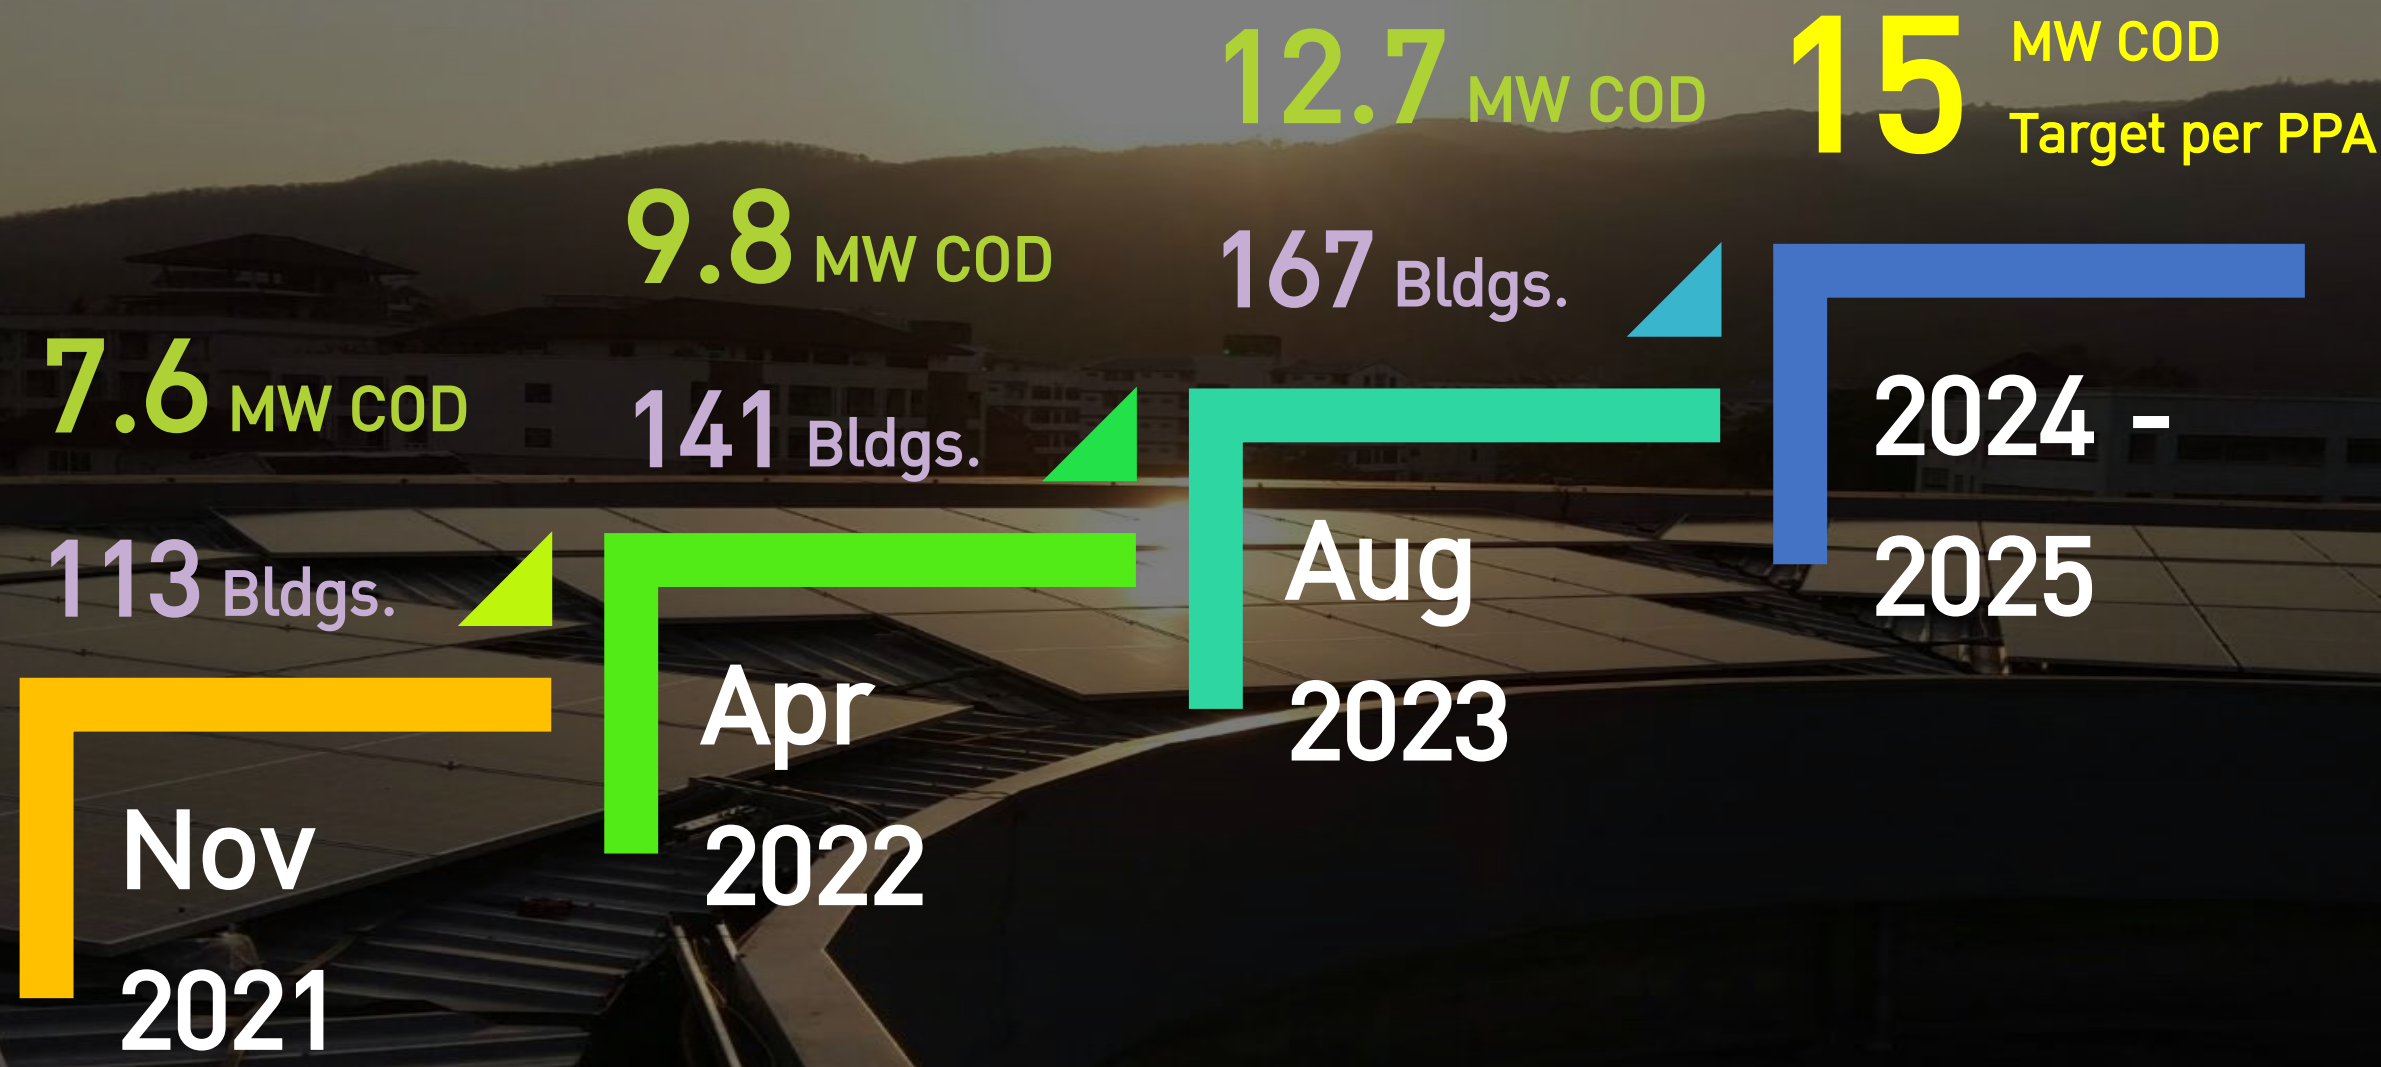 7.6 MW COD
113 Bldgs.
Nov
2021
9.8 MW COD
141 Bldgs.
Apr
2022
12.7 MW COD
167 Bldgs.
Aug
2023
15 MW COD
Target per PPA
2024 -
2025